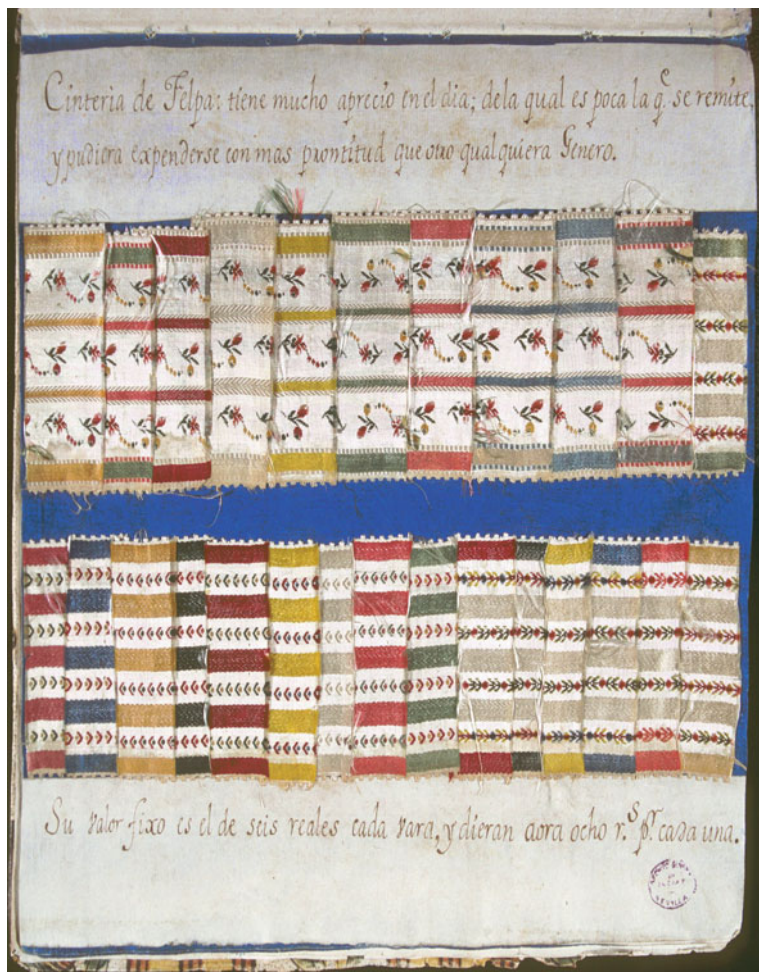 Cinteria de Felpa: tiene mucho aprecio en el dia; dela qual es poca la q.e se remite,
y pudiera expenderse con mas prontitud que otro qualquiera Genero.
Su valor fixo es el de seis reales cada vara, y dieran aora ocho r.s p.r cada una.
SEVILLA